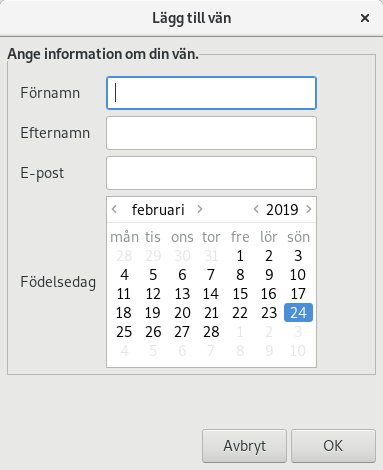 Lägg till vän
Ange information om din vän.
Förnamn
Efternamn
E-post
februari 2019
mån tis ons tor fre lör sön
28 29 30 31 1 2 3
4 5 6 7 8 9 10
11 12 13 14 15 16 17
Födelsedag
18 19 20 21 22 23 24
25 26 27 28 1 2 3
4 5 6 7 8 9 10
Avbryt OK